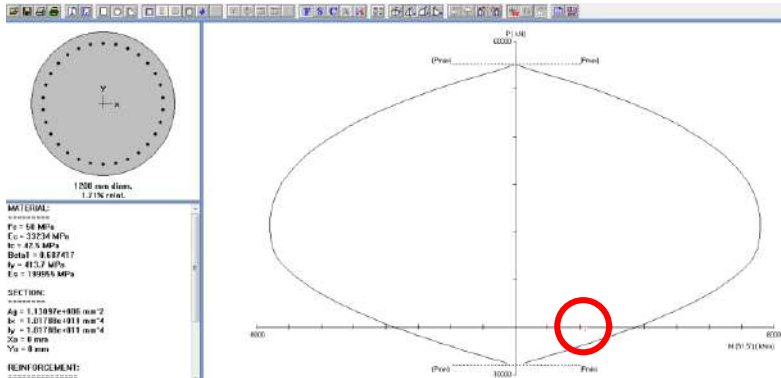 F S C
P ( kN)
60000
(Pmax)
(Pmax)
Y
x
1200 mm diam.
1.21% reinf.
MATERIAL:
=========
f'c = 50 MPa
Ec = 33234 MPa
fc = 42.5 MPa
Beta1 = 0.687417
fy = 413.7 MPa
Es = 199955 MPa
SECTION:
========
Ag = 1.13097e+006 mm^2
Ix = 1.01788e+011 mm^4
Iy = 1.01788e+011 mm^4
Xo = 0 mm
Yo = 0 mm
REINFORCEMENT:
==============
-8000
8000
(Pmin)
(Pmin)
-10000